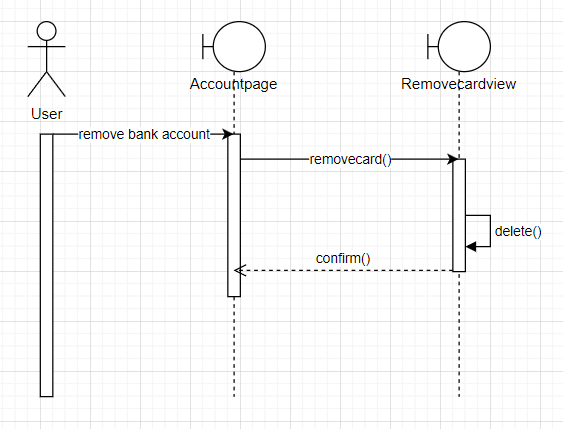 Accountpage
Removecardview
User
remove bank account
removecard()
delete()
confirm()